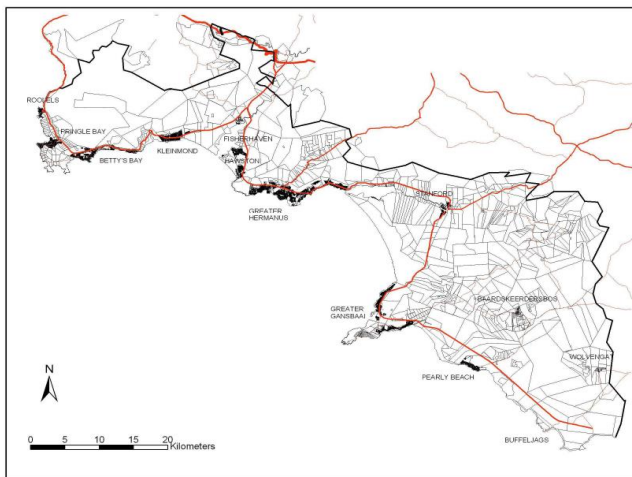 ROOIELS
PRINGLE BAY
BETTY'S BAY
KLEINMOND
FISHERHAVEN
HAWSTON
GREATER
HERMANUS
STANFORD
GREATER
GANSBAAI
BAARDSKEERDERSBOS
WOLVENGAT
PEARLY BEACH
BUFFELJAGS
N
0 5 10 15 20
Kilometers